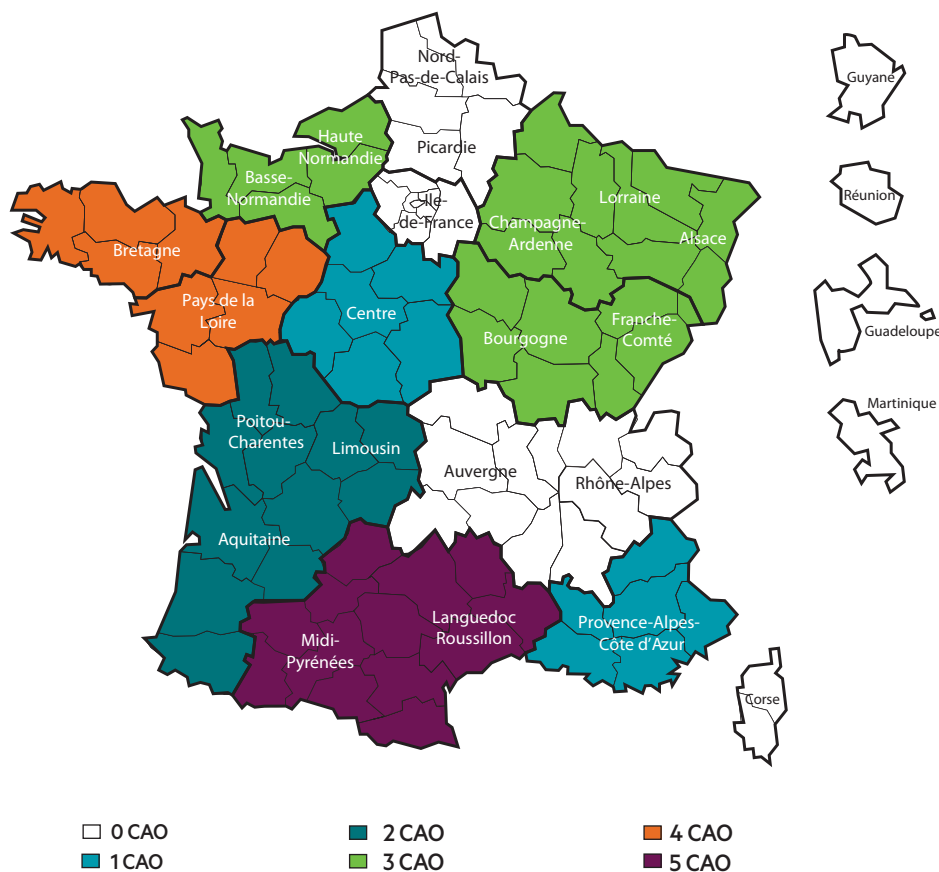 Nord-
Pas-de-Calais
Guyane
Haute
Normandie
Picardie
Basse-
Normandie
Lorraine
Réunion
Ile-
de-France
Champagne-
Ardenne
Alsace
Bretagne
Pays de la
Loire
Centre
Franche-
Comté
Bourgogne
Guadeloupe
Martinique
Poitou-
Charentes
Limousin
Auvergne
Rhône-Alpes
Aquitaine
Languedoc
Roussillon
Midi-
Pyrénées
Provence-Alpes-
Côte d'Azur
Corse
0 CAO
2 CAO
4 CAO
1 CAO
3 CAO
5 CAO